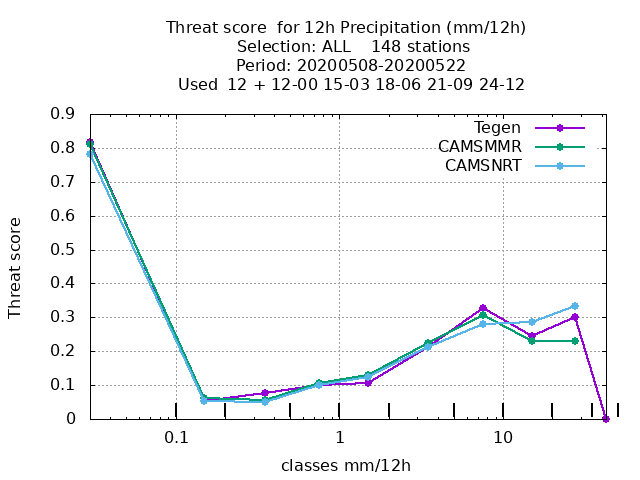 Threat score  for 12h Precipitation (mm/12h)
Selection: ALL    148 stations
Period: 20200508-20200522
Used  12 + 12-00 15-03 18-06 21-09 24-12
Tegen
CAMSMMR
CAMSNRT
0.9
0.8
0.7
0.6
0.5
0.4
0.3
0.2
0.1
0
Threat score
0.1 1 10
classes mm/12h